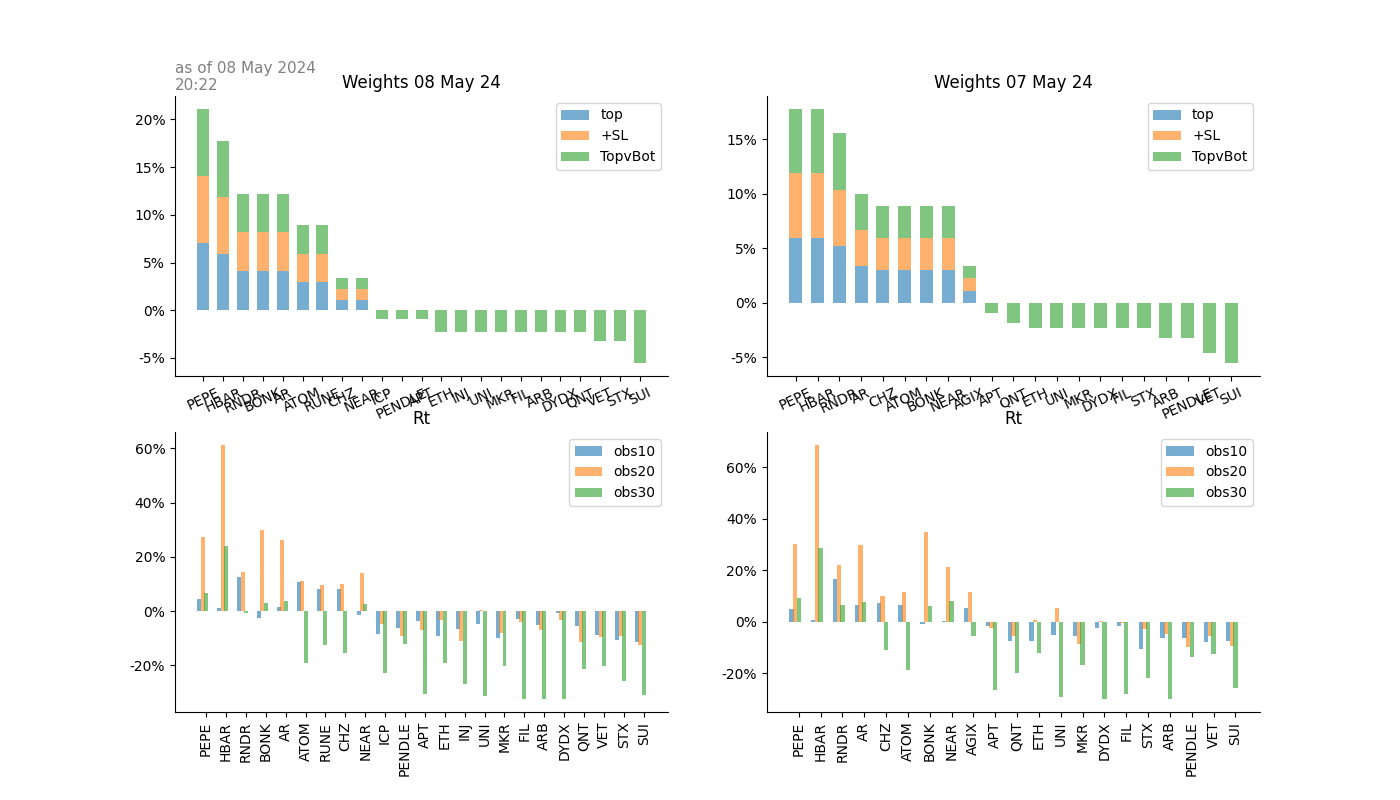 as of 08 May 2024
20:22
Weights 08 May 24
20%
15%
10%
5%
0%
-5%
top
+SL
TopvBot
PEPE HBAR RNDR BONK AR ATOM RUNE CHZ NEAR ICP PENDLE APT ETH INJ UNI MKR FIL ARB DYDX QNT VET STX SUI
Weights 07 May 24
15%
10%
5%
0%
-5%
top
+SL
TopvBot
PEPE HBAR RNDR AR CHZ ATOM BONK NEAR AGIX APT QNT ETH UNI MKR DYDX FIL STX ARB PENDLE VET SUI
Rt
60%
40%
20%
0%
-20%
obs10
obs20
obs30
PEPE HBAR RNDR BONK AR ATOM RUNE CHZ NEAR ICP PENDLE APT ETH INJ UNI MKR FIL ARB DYDX QNT VET STX SUI
Rt
60%
40%
20%
0%
-20%
obs10
obs20
obs30
PEPE HBAR RNDR AR CHZ ATOM BONK NEAR AGIX APT QNT ETH UNI MKR DYDX FIL STX ARB PENDLE VET SUI